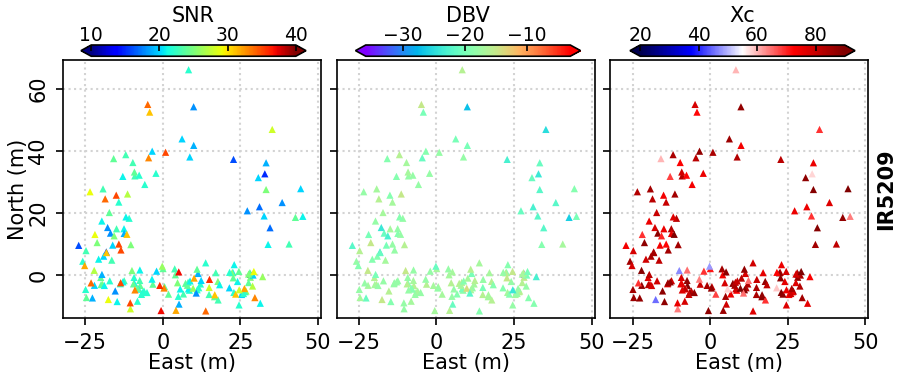 SNR DBV Xc
10 20 30 40 −30 −20 −10 20 40 60 80
60
40
20
0
North (m)
−25 0 25 50 −25 0 25 50 −25 0 25 50
East (m) East (m) East (m)
IR5209